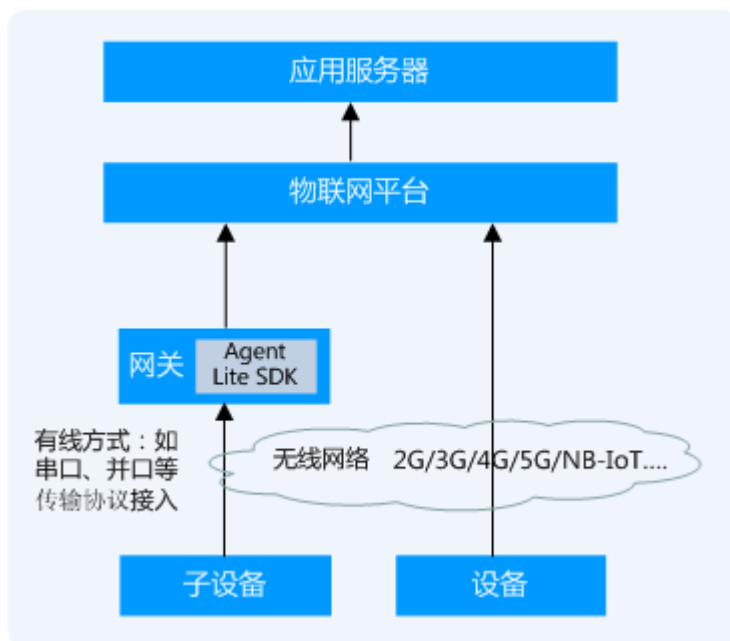 应用服务器
物联网平台
网关
Agent
Lite SDK
有线方式：如
串口、并口等
传输协议接入
无线网络 2G/3G/4G/5G/NB-IoT....
子设备
设备